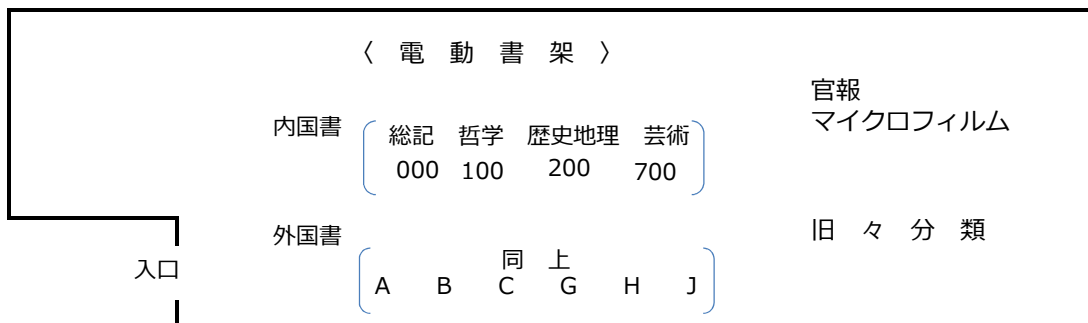 〈 電 動 書 架 〉
官報
マイクロフィルム
内国書
総記 哲学 歴史地理 芸術
000 100 200 700
旧 々 分 類
外国書
同 上
入口
A B C G H J